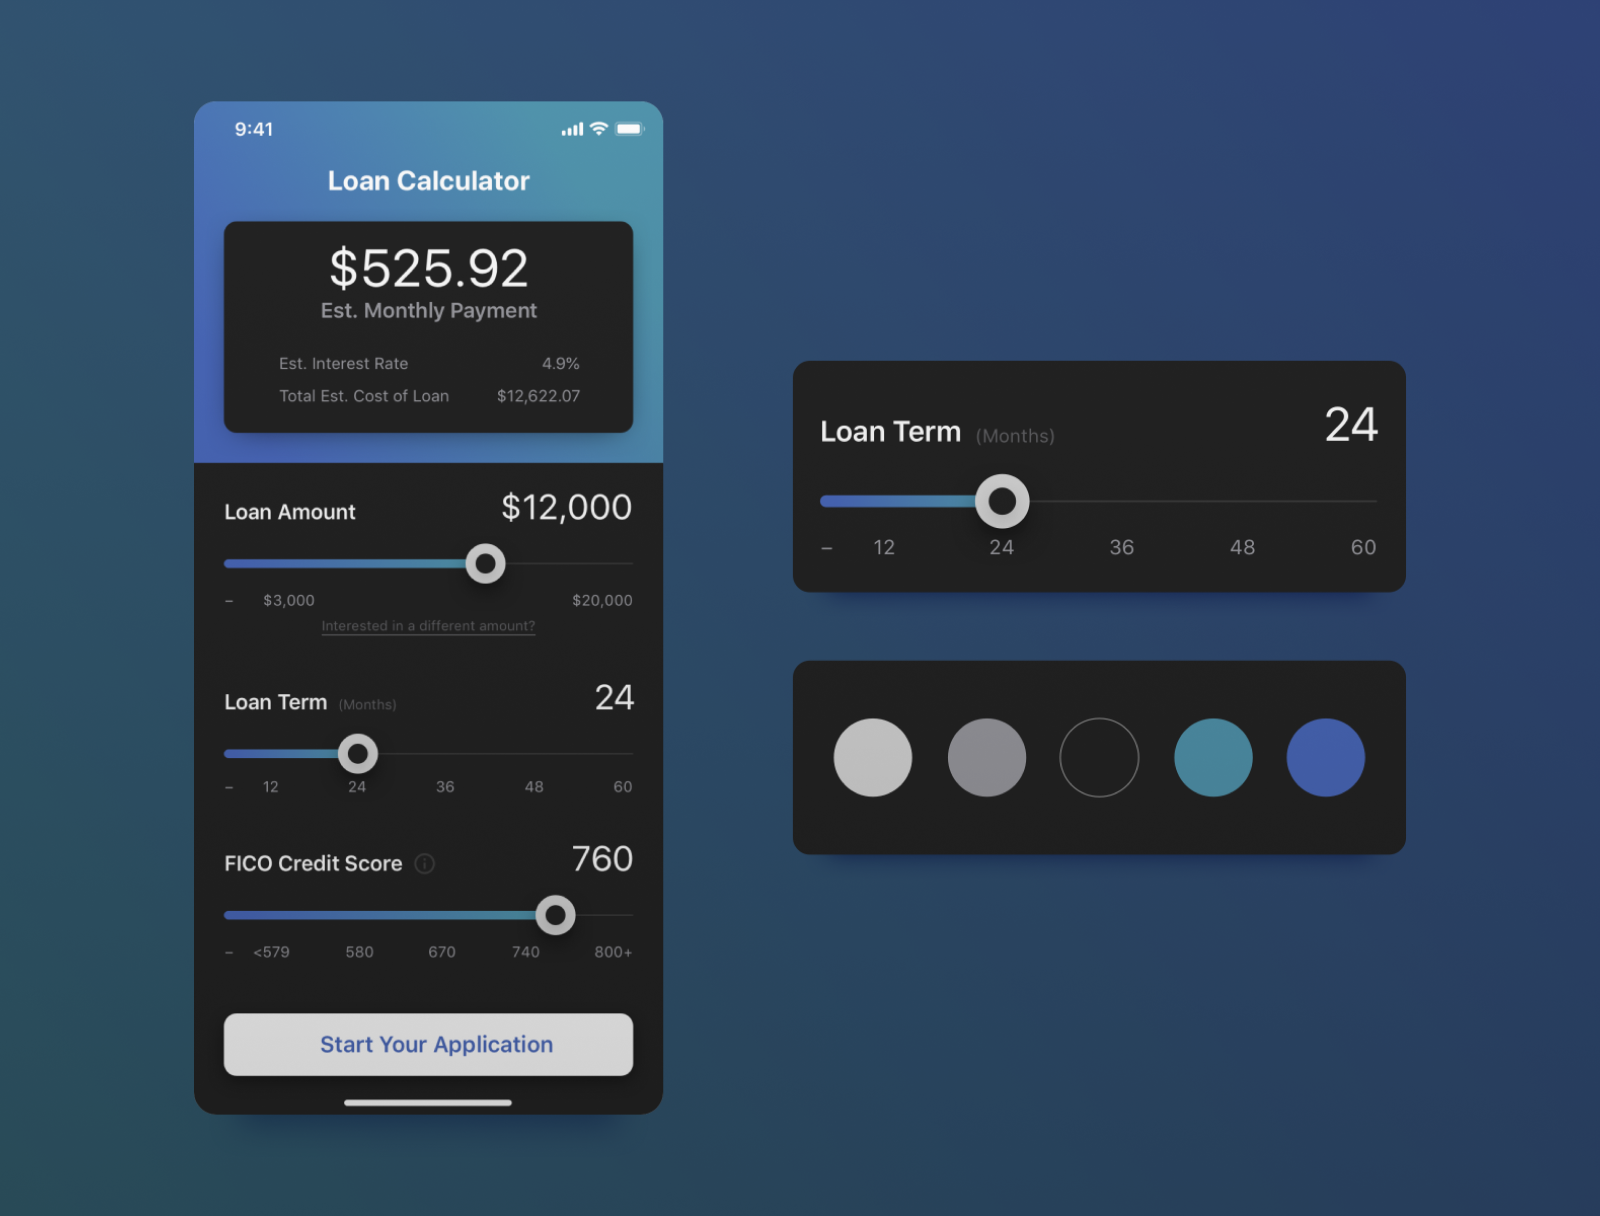 9:41
Loan Calculator
$525.92
Est. Monthly Payment
Est. Interest Rate 4.9%
Total Est. Cost of Loan $12,622.07
Loan Amount $12,000
– $3,000 $20,000
Interested in a different amount?
Loan Term (Months) 24
– 12 24 36 48 60
FICO Credit Score 760
– <579 580 670 740 800+
Start Your Application
Loan Term (Months) 24
– 12 24 36 48 60